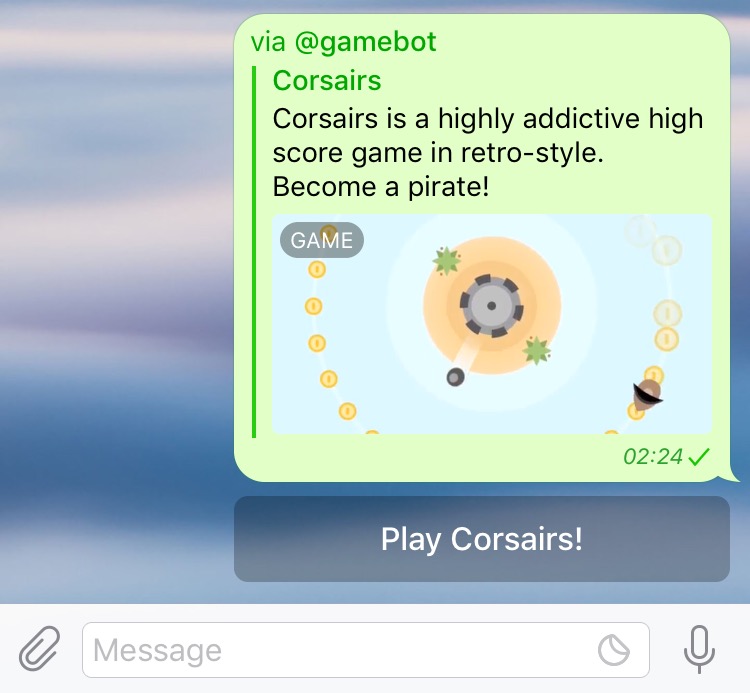 via @gamebot
Corsairs
Corsairs is a highly addictive high
score game in retro-style.
Become a pirate!
GAME
02:24
Play Corsairs!
Message